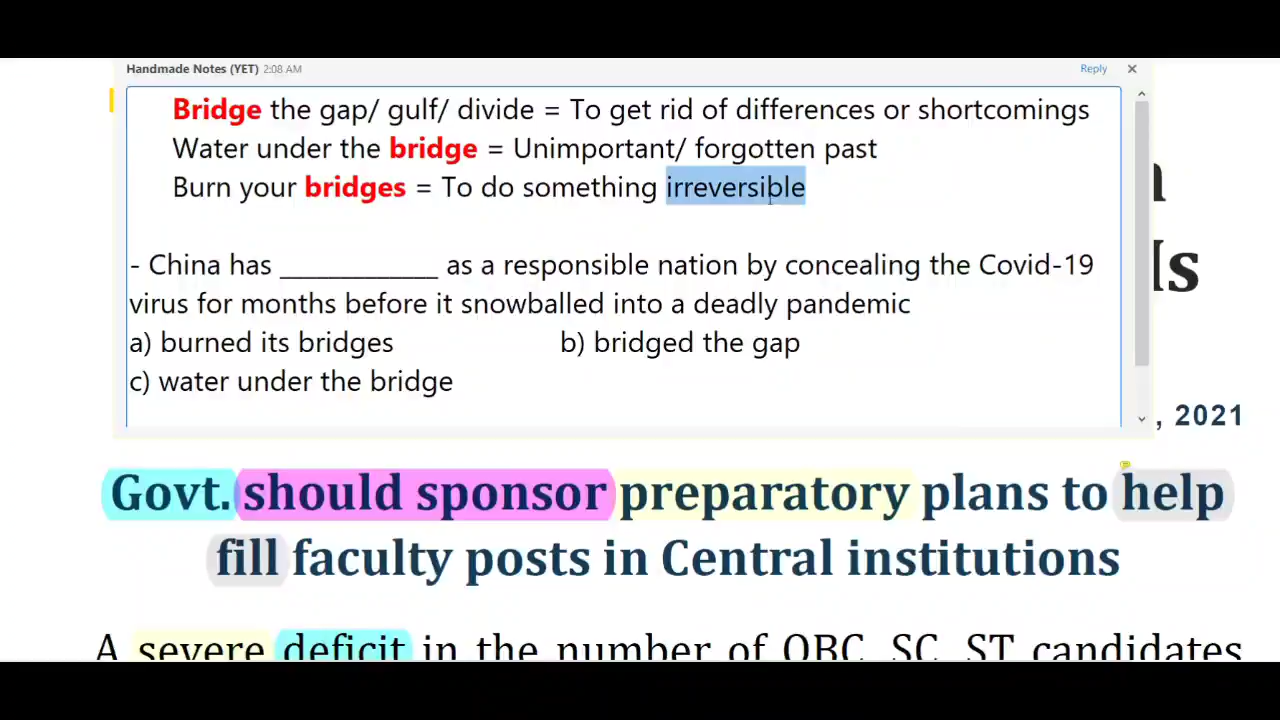 Handmade Notes (YET) 2:08 AM Reply
Bridge the gap/ gulf/ divide = To get rid of differences or shortcomings
Water under the bridge = Unimportant/ forgotten past
Burn your bridges = To do something irreversible
- China has _____________ as a responsible nation by concealing the Covid-19
virus for months before it snowballed into a deadly pandemic
a) burned its bridges b) bridged the gap
c) water under the bridge
, 2021
Govt. should sponsor preparatory plans to help
fill faculty posts in Central institutions
A severe deficit in the number of OBC, SC, ST candidates